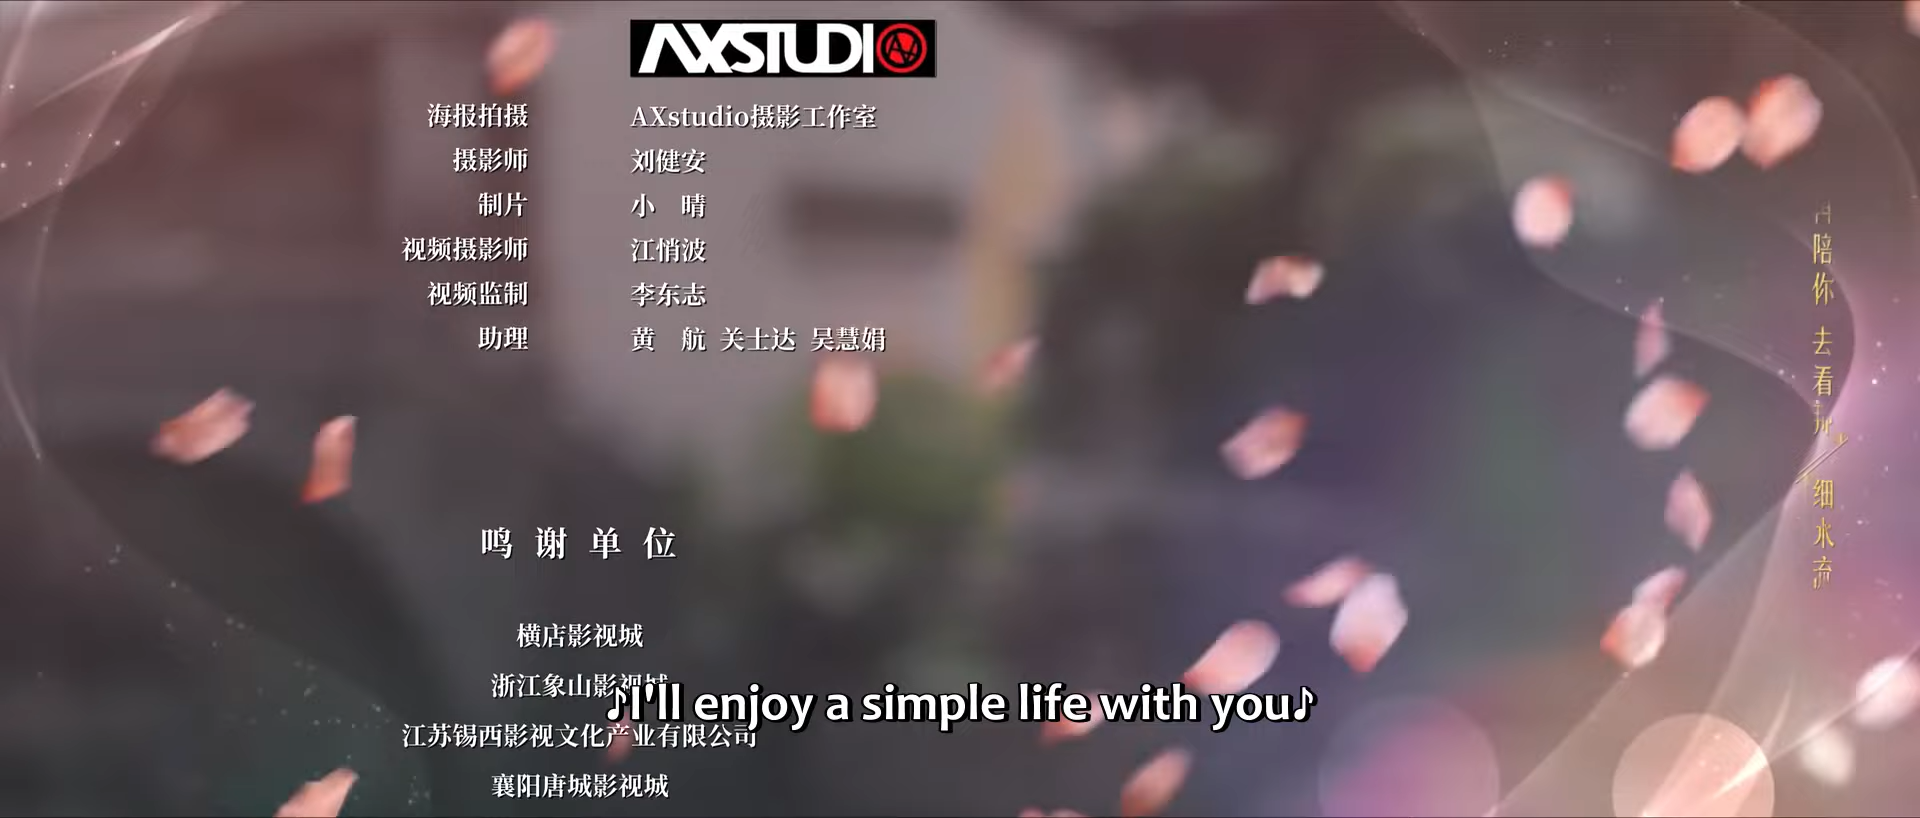 AXSTUDIO
海报拍摄 AXstudio摄影工作室
摄影师 刘健安
制片 小 晴
视频摄影师 江悄波
视频监制 李东志
助理 黄 航 关士达 吴慧娟
鸣谢单位
横店影视城
浙江象山影视城
♪I'll enjoy a simple life with you♪
江苏锡西影视文化产业有限公司
襄阳唐城影视城
陪你 去看 细水流